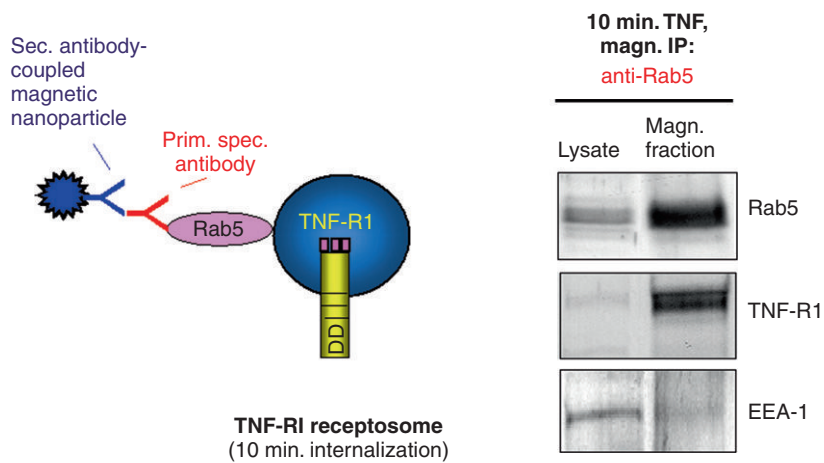 Sec. antibody-
coupled
magnetic
nanoparticle
Prim. spec.
antibody
Rab5
TNF-R1
DD
TNF-RI receptosome
(10 min. internalization)
10 min. TNF,
magn. IP:
anti-Rab5
Lysate
Magn.
fraction
Rab5
TNF-R1
EEA-1